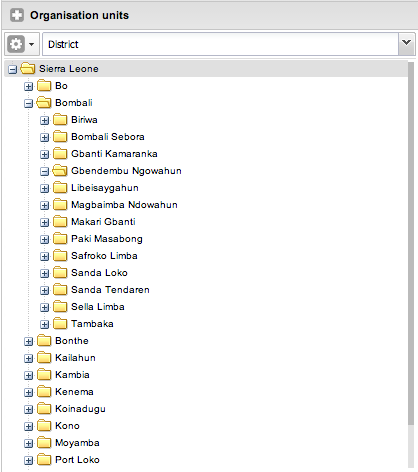 Organisation units
District
Sierra Leone
Bo
Bombali
Biriwa
Bombali Sebora
Gbanti Kamaranka
Gbendembu Ngowahun
Libeisaygahun
Magbaimba Ndowahun
Makari Gbanti
Paki Masabong
Safroko Limba
Sanda Loko
Sanda Tendaren
Sella Limba
Tambaka
Bonthe
Kailahun
Kambia
Kenema
Koinadugu
Kono
Moyamba
Port Loko